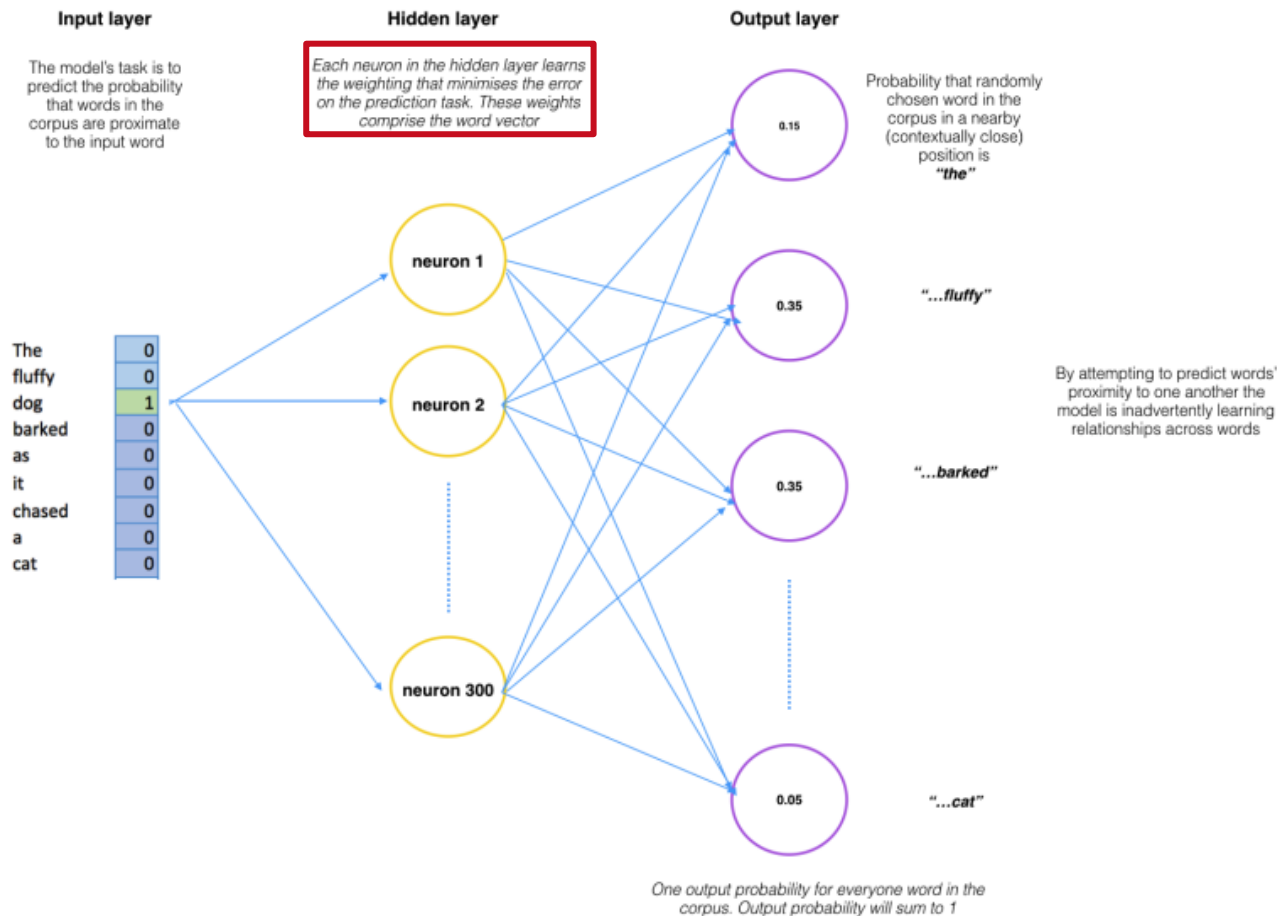 Input layer
Hidden layer
Output layer
The model's task is to
predict the probability
that words in the
corpus are proximate
to the input word
Each neuron in the hidden layer learns
the weighting that minimises the error
on the prediction task. These weights
comprise the word vector
Probability that randomly
chosen word in the
corpus in a nearby
(contextually close)
position is
“the”
0.15
neuron 1
0.35
“...fluffy”
The 0
fluffy 0
dog 1
barked 0
as 0
it 0
chased 0
a 0
cat 0
neuron 2
By attempting to predict words'
proximity to one another the
model is inadvertently learning
relationships across words
0.35
“...barked”
neuron 300
0.05
“...cat”
One output probability for everyone word in the
corpus. Output probability will sum to 1